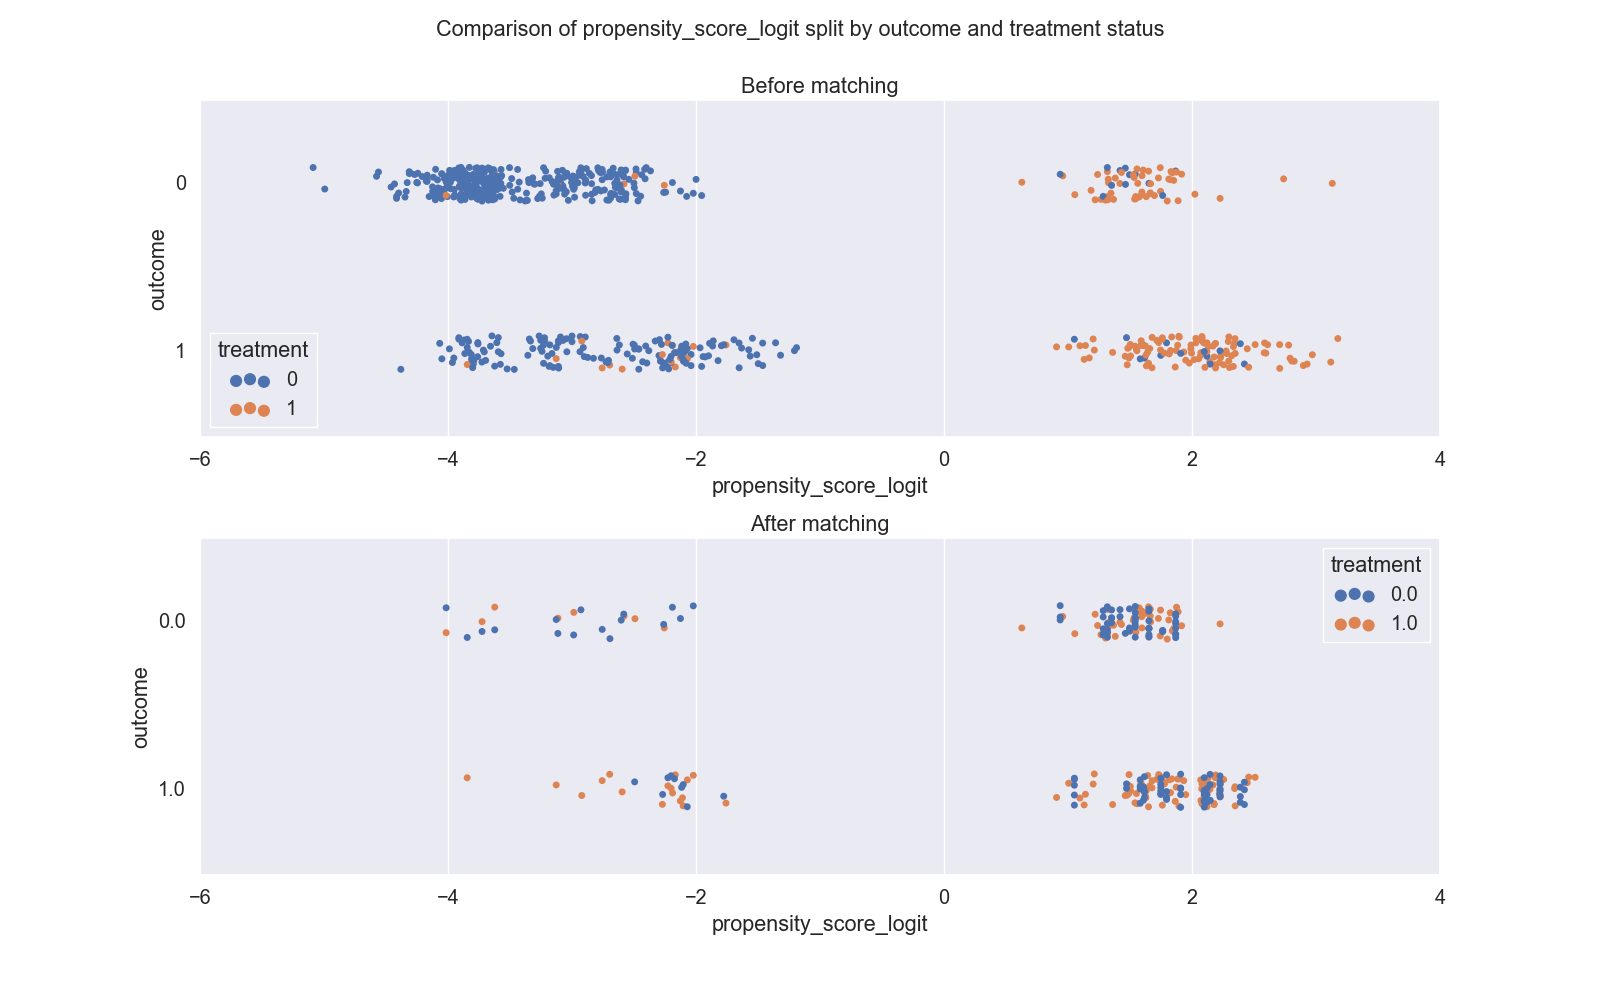 Comparison of propensity_score_logit split by outcome and treatment status
Before matching
0
1
outcome
treatment
0
1
−6 −4 −2 0 2 4
propensity_score_logit
After matching
0.0
1.0
outcome
treatment
0.0
1.0
−6 −4 −2 0 2 4
propensity_score_logit